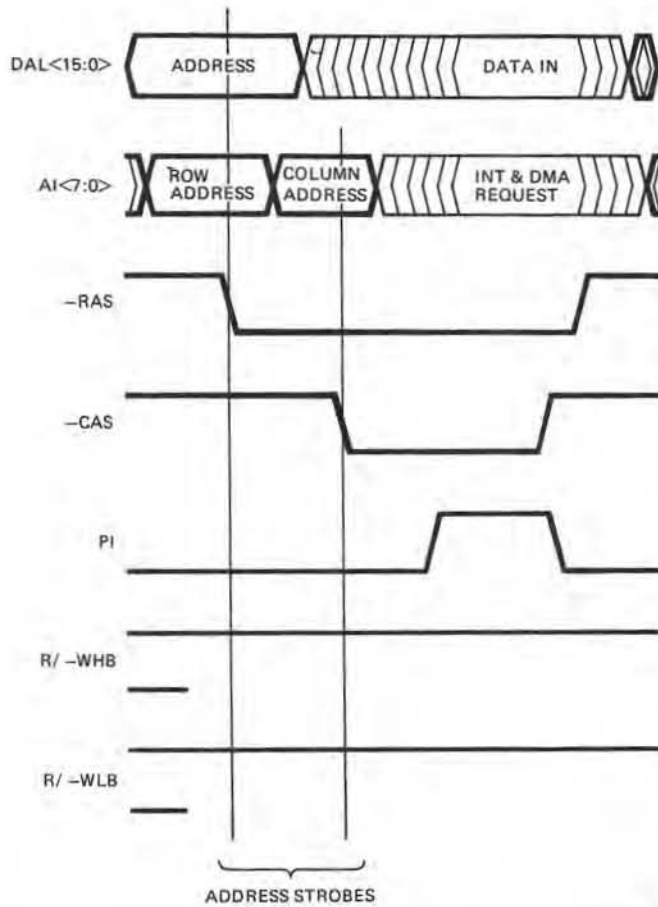 DAL<15:0>
ADDRESS
DATA IN
AI<7:0>
ROW
ADDRESS
COLUMN
ADDRESS
INT & DMA
REQUEST
–RAS
–CAS
PI
R/ –WHB
R/ –WLB
ADDRESS STROBES